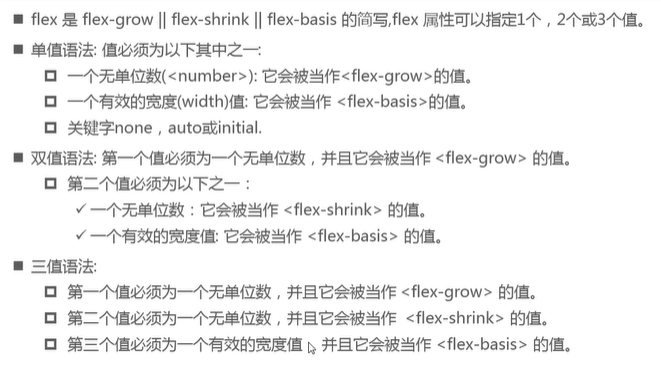 flex 是 flex-grow || flex-shrink || flex-basis 的简写,flex 属性可以指定1个，2个或3个值。
单值语法: 值必须为以下其中之一:
一个无单位数(<number>): 它会被当作<flex-grow>的值。
一个有效的宽度(width)值: 它会被当作 <flex-basis>的值。
关键字none，auto或initial.
双值语法: 第一个值必须为一个无单位数，并且它会被当作 <flex-grow> 的值。
第二个值必须为以下之一：
✓一个无单位数：它会被当作 <flex-shrink> 的值。
✓一个有效的宽度值: 它会被当作 <flex-basis> 的值。
三值语法:
第一个值必须为一个无单位数，并且它会被当作 <flex-grow> 的值。
第二个值必须为一个无单位数，并且它会被当作 <flex-shrink> 的值。
第三个值必须为一个有效的宽度值，并且它会被当作 <flex-basis> 的值。